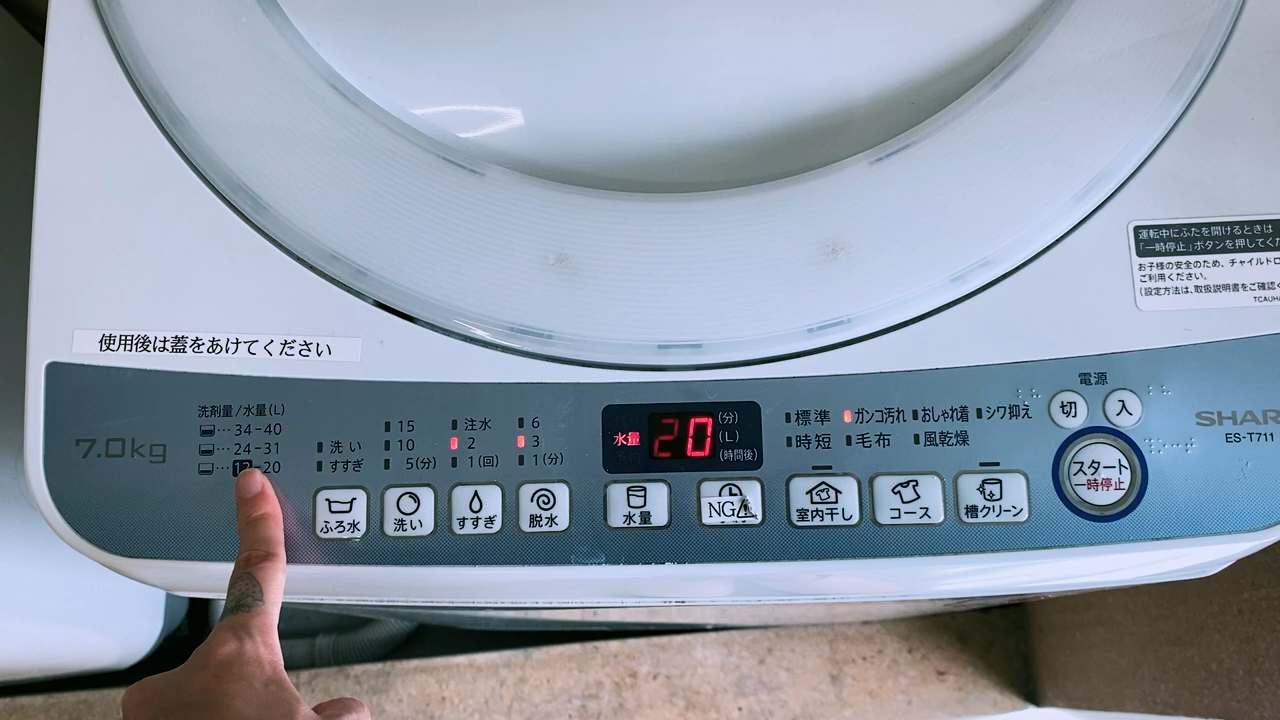 運転中にふたを開けるときは
「一時停止」ボタンを押してくだ
お子様の安全のため、チャイルドロ
ご利用ください。
(設定方法は、取扱説明書をご確認く
TCAUHA
使用後は蓋をあけてください
7.0kg
洗剤量/水量(L)
34-40
24-31
-20
洗い
すすぎ
15
10
5(分)
注水
2
1(回)
6
3
1(分)
水量 20
(分)
(L)
(時間後)
標準 ガンコ汚れ おしゃれ着 シワ抑え
時短 毛布 風乾燥
電源
切 入
スタート
一時停止
SHAR
ES-T711
ふろ水
洗い
すすぎ
脱水
水量
NG
室内干し
コース
槽クリーン